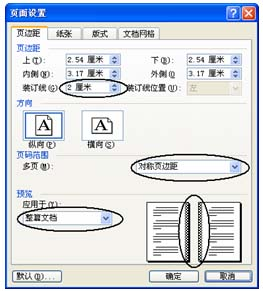 页面设置
页边距 纸张 版式 文档网格
页边距
上(T): 2.54 厘米 下(B): 2.54 厘米
内侧(N): 3.17 厘米 外侧(O 3.17 厘米
装订线(G) 2 厘米 装订线位置(U): 左
方向
A A
纵向(P) 横向(S)
页码范围
多页(M): 对称页边距
预览
应用于(Y):
整篇文档
默认(D)... 确定 取消